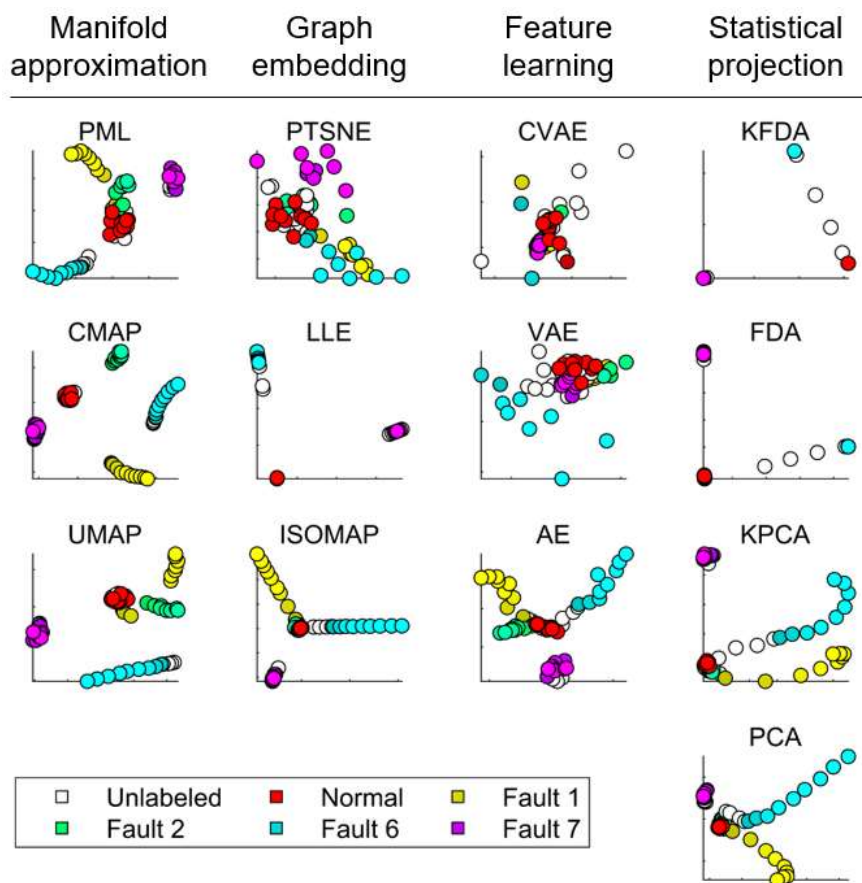 Manifold Graph Feature Statistical
approximation embedding learning projection
PML PTSNE CVAE KFDA
CMAP LLE VAE FDA
UMAP ISOMAP AE KPCA
PCA
Unlabeled Normal Fault 1
Fault 2 Fault 6 Fault 7